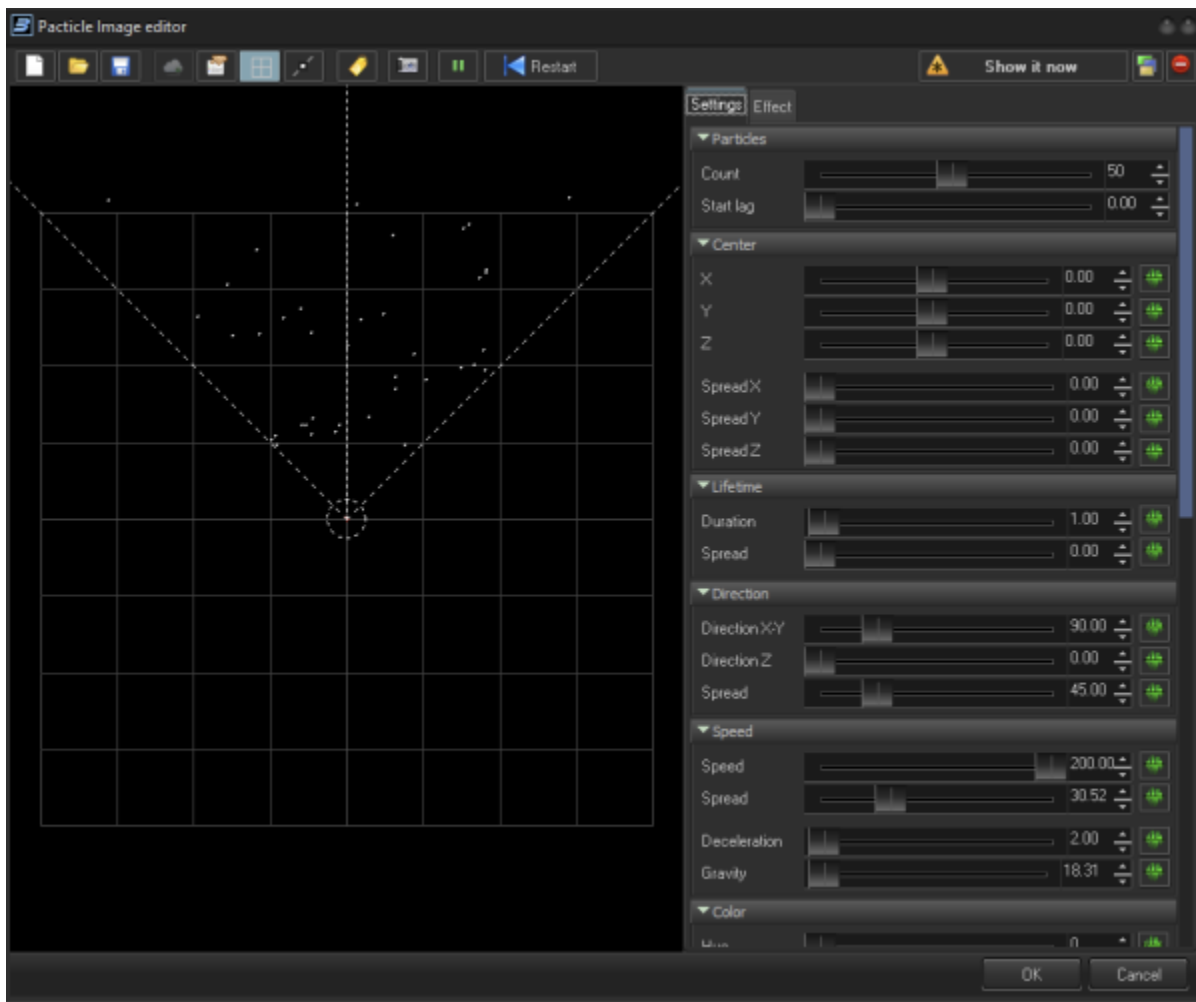 Pacticle Image editor
Restart
Show it now
Settings Effect
Particles
Count 50
Start lag 0.00
Center
X 0.00
Y 0.00
Z 0.00
Spread X 0.00
Spread Y 0.00
Spread Z 0.00
Lifetime
Duration 1.00
Spread 0.00
Direction
Direction X-Y 90.00
Direction Z 0.00
Spread 45.00
Speed
Speed 200.00
Spread 30.52
Deceleration 2.00
Gravity 18.31
Color
Hue 0
OK Cancel